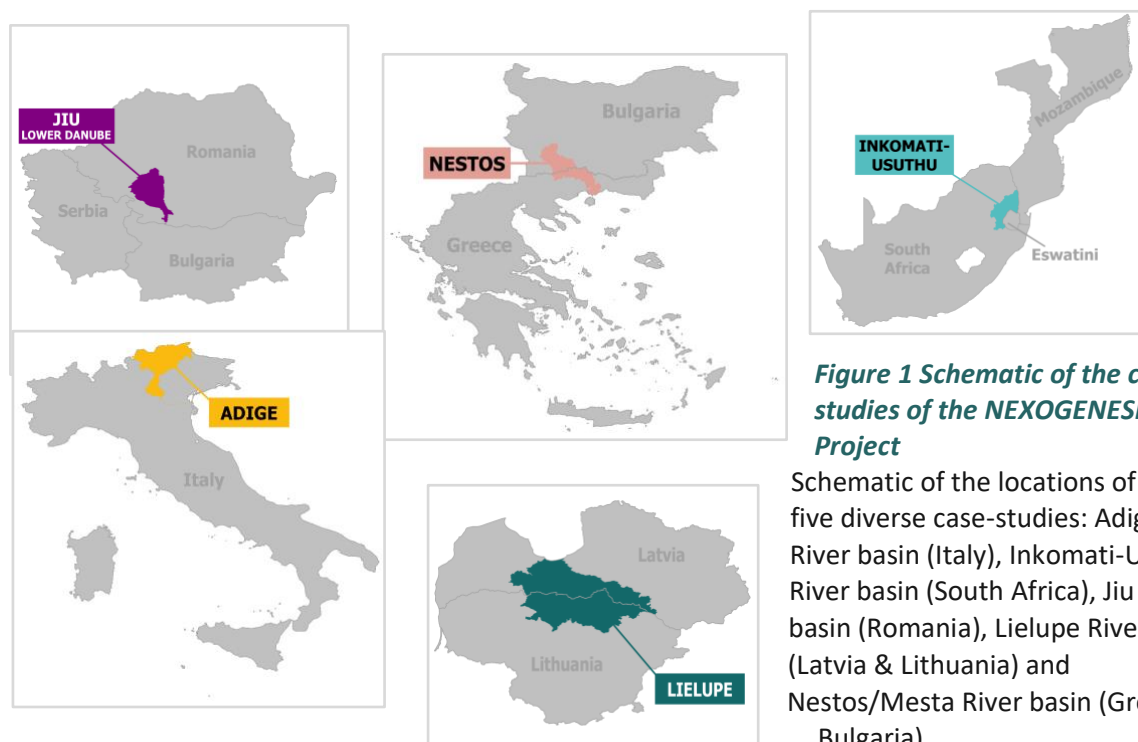 JIU
LOWER DANUBE
Romania
Serbia
Bulgaria
Bulgaria
NESTOS
Greece
Mozambique
INKOMATI-
USUTHU
South
Africa
Eswatini
ADIGE
Italy
Latvia
Lithuania
LIELUPE
Figure 1 Schematic of the c
studies of the NEXOGENESI
Project
Schematic of the locations of
five diverse case-studies: Adig
River basin (Italy), Inkomati-U
River basin (South Africa), Jiu
basin (Romania), Lielupe Rive
(Latvia & Lithuania) and
Nestos/Mesta River basin (Gre
Bulgaria)